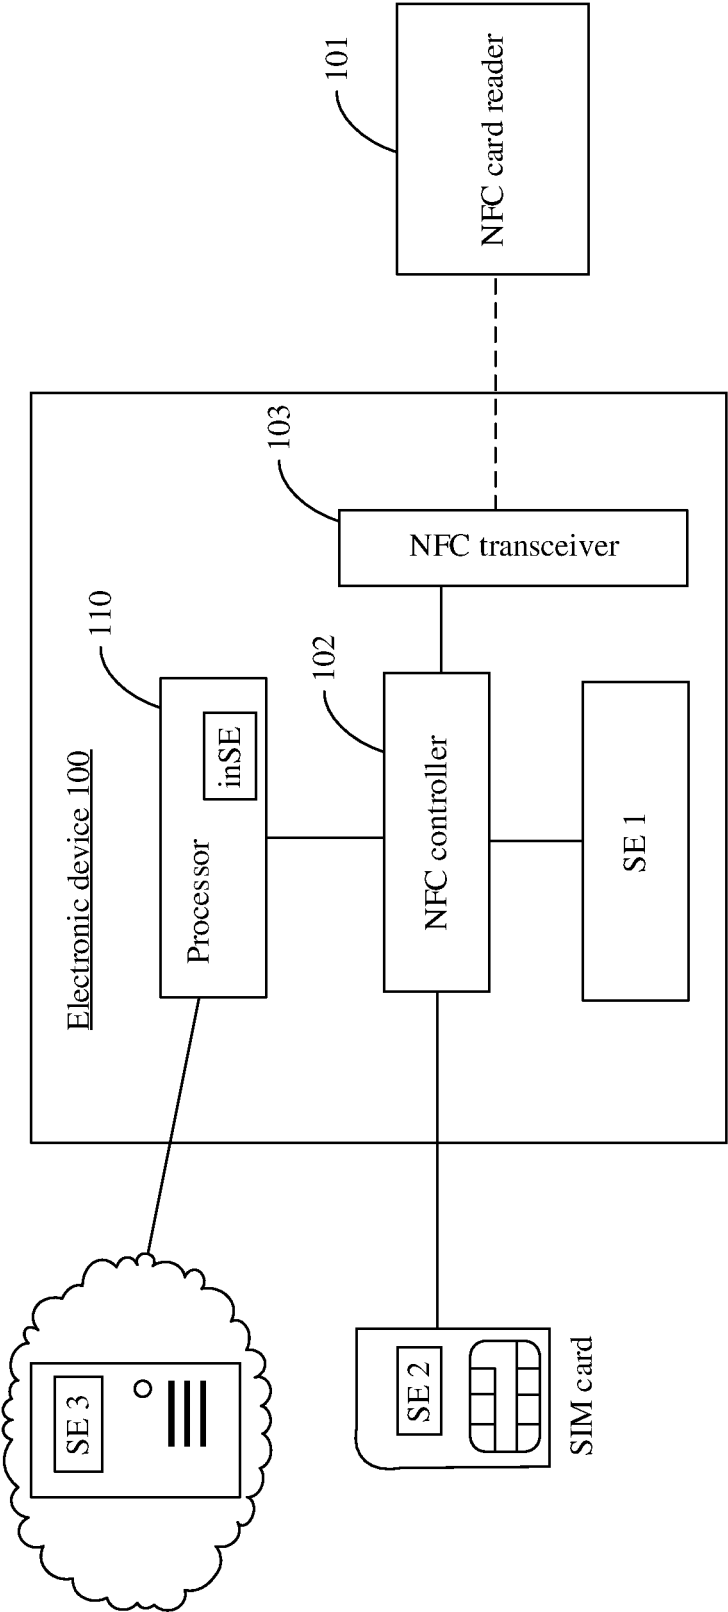 Electronic device 100
SE 3
Processor
inSE
110
SE 2
SIM card
NFC controller
102
SE 1
NFC transceiver
103
NFC card reader
101